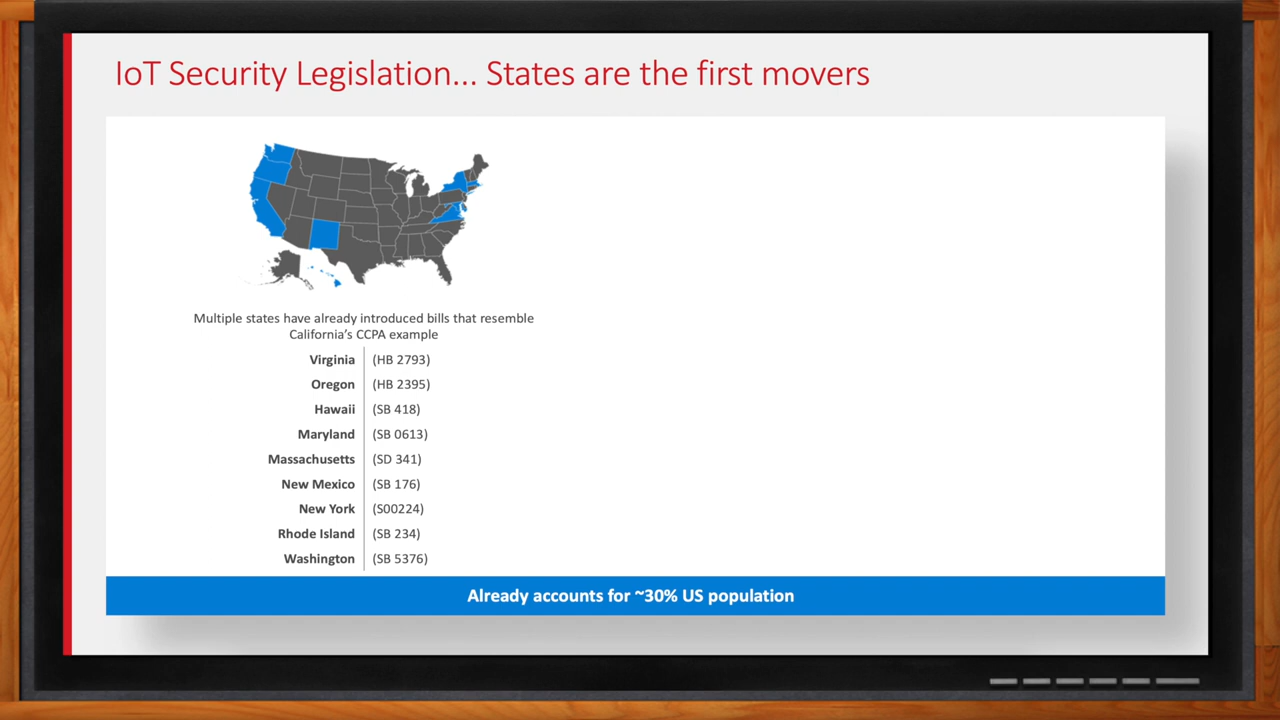 IoT Security Legislation... States are the first movers
Multiple states have already introduced bills that resemble
California's CCPA example
Virginia (HB 2793)
Oregon (HB 2395)
Hawaii (SB 418)
Maryland (SB 0613)
Massachusetts (SD 341)
New Mexico (SB 176)
New York (S00224)
Rhode Island (SB 234)
Washington (SB 5376)
Already accounts for ~30% US population